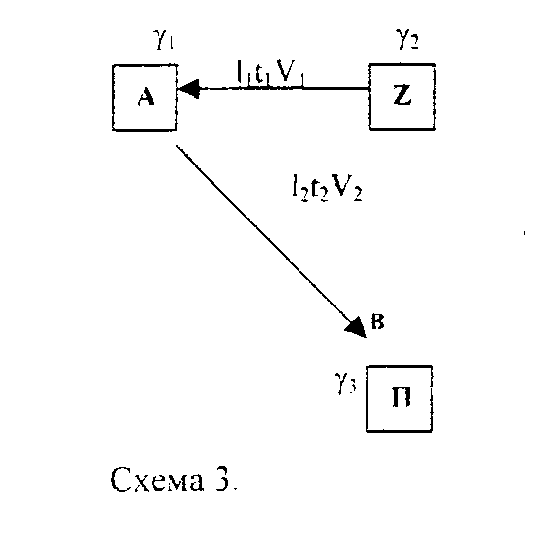 γ₁ γ₂
A l₁t₁V₁ Z
l₂t₂V₂
B
γ₃ П
Схема 3.